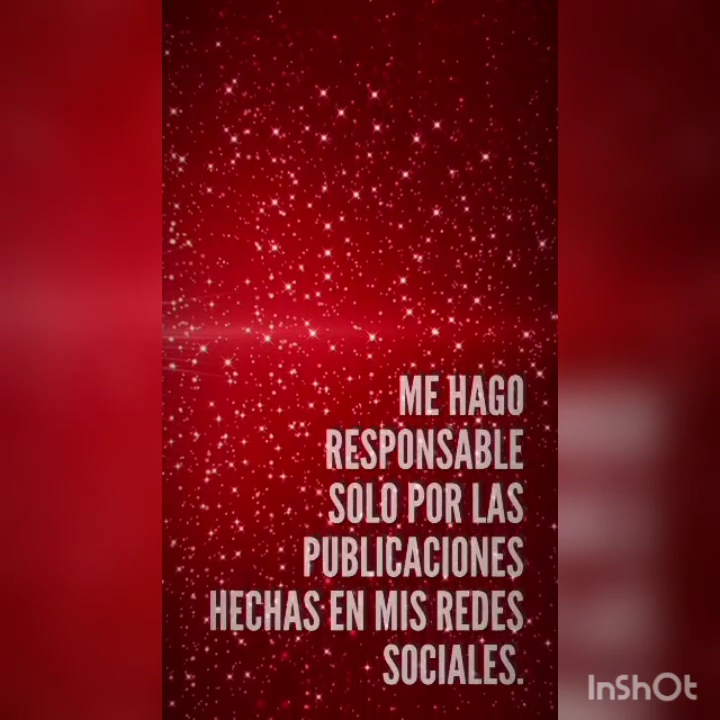 ME HAGO
RESPONSABLE
SOLO POR LAS
PUBLICACIONES
HECHAS EN MIS REDES
SOCIALES.
InShOt